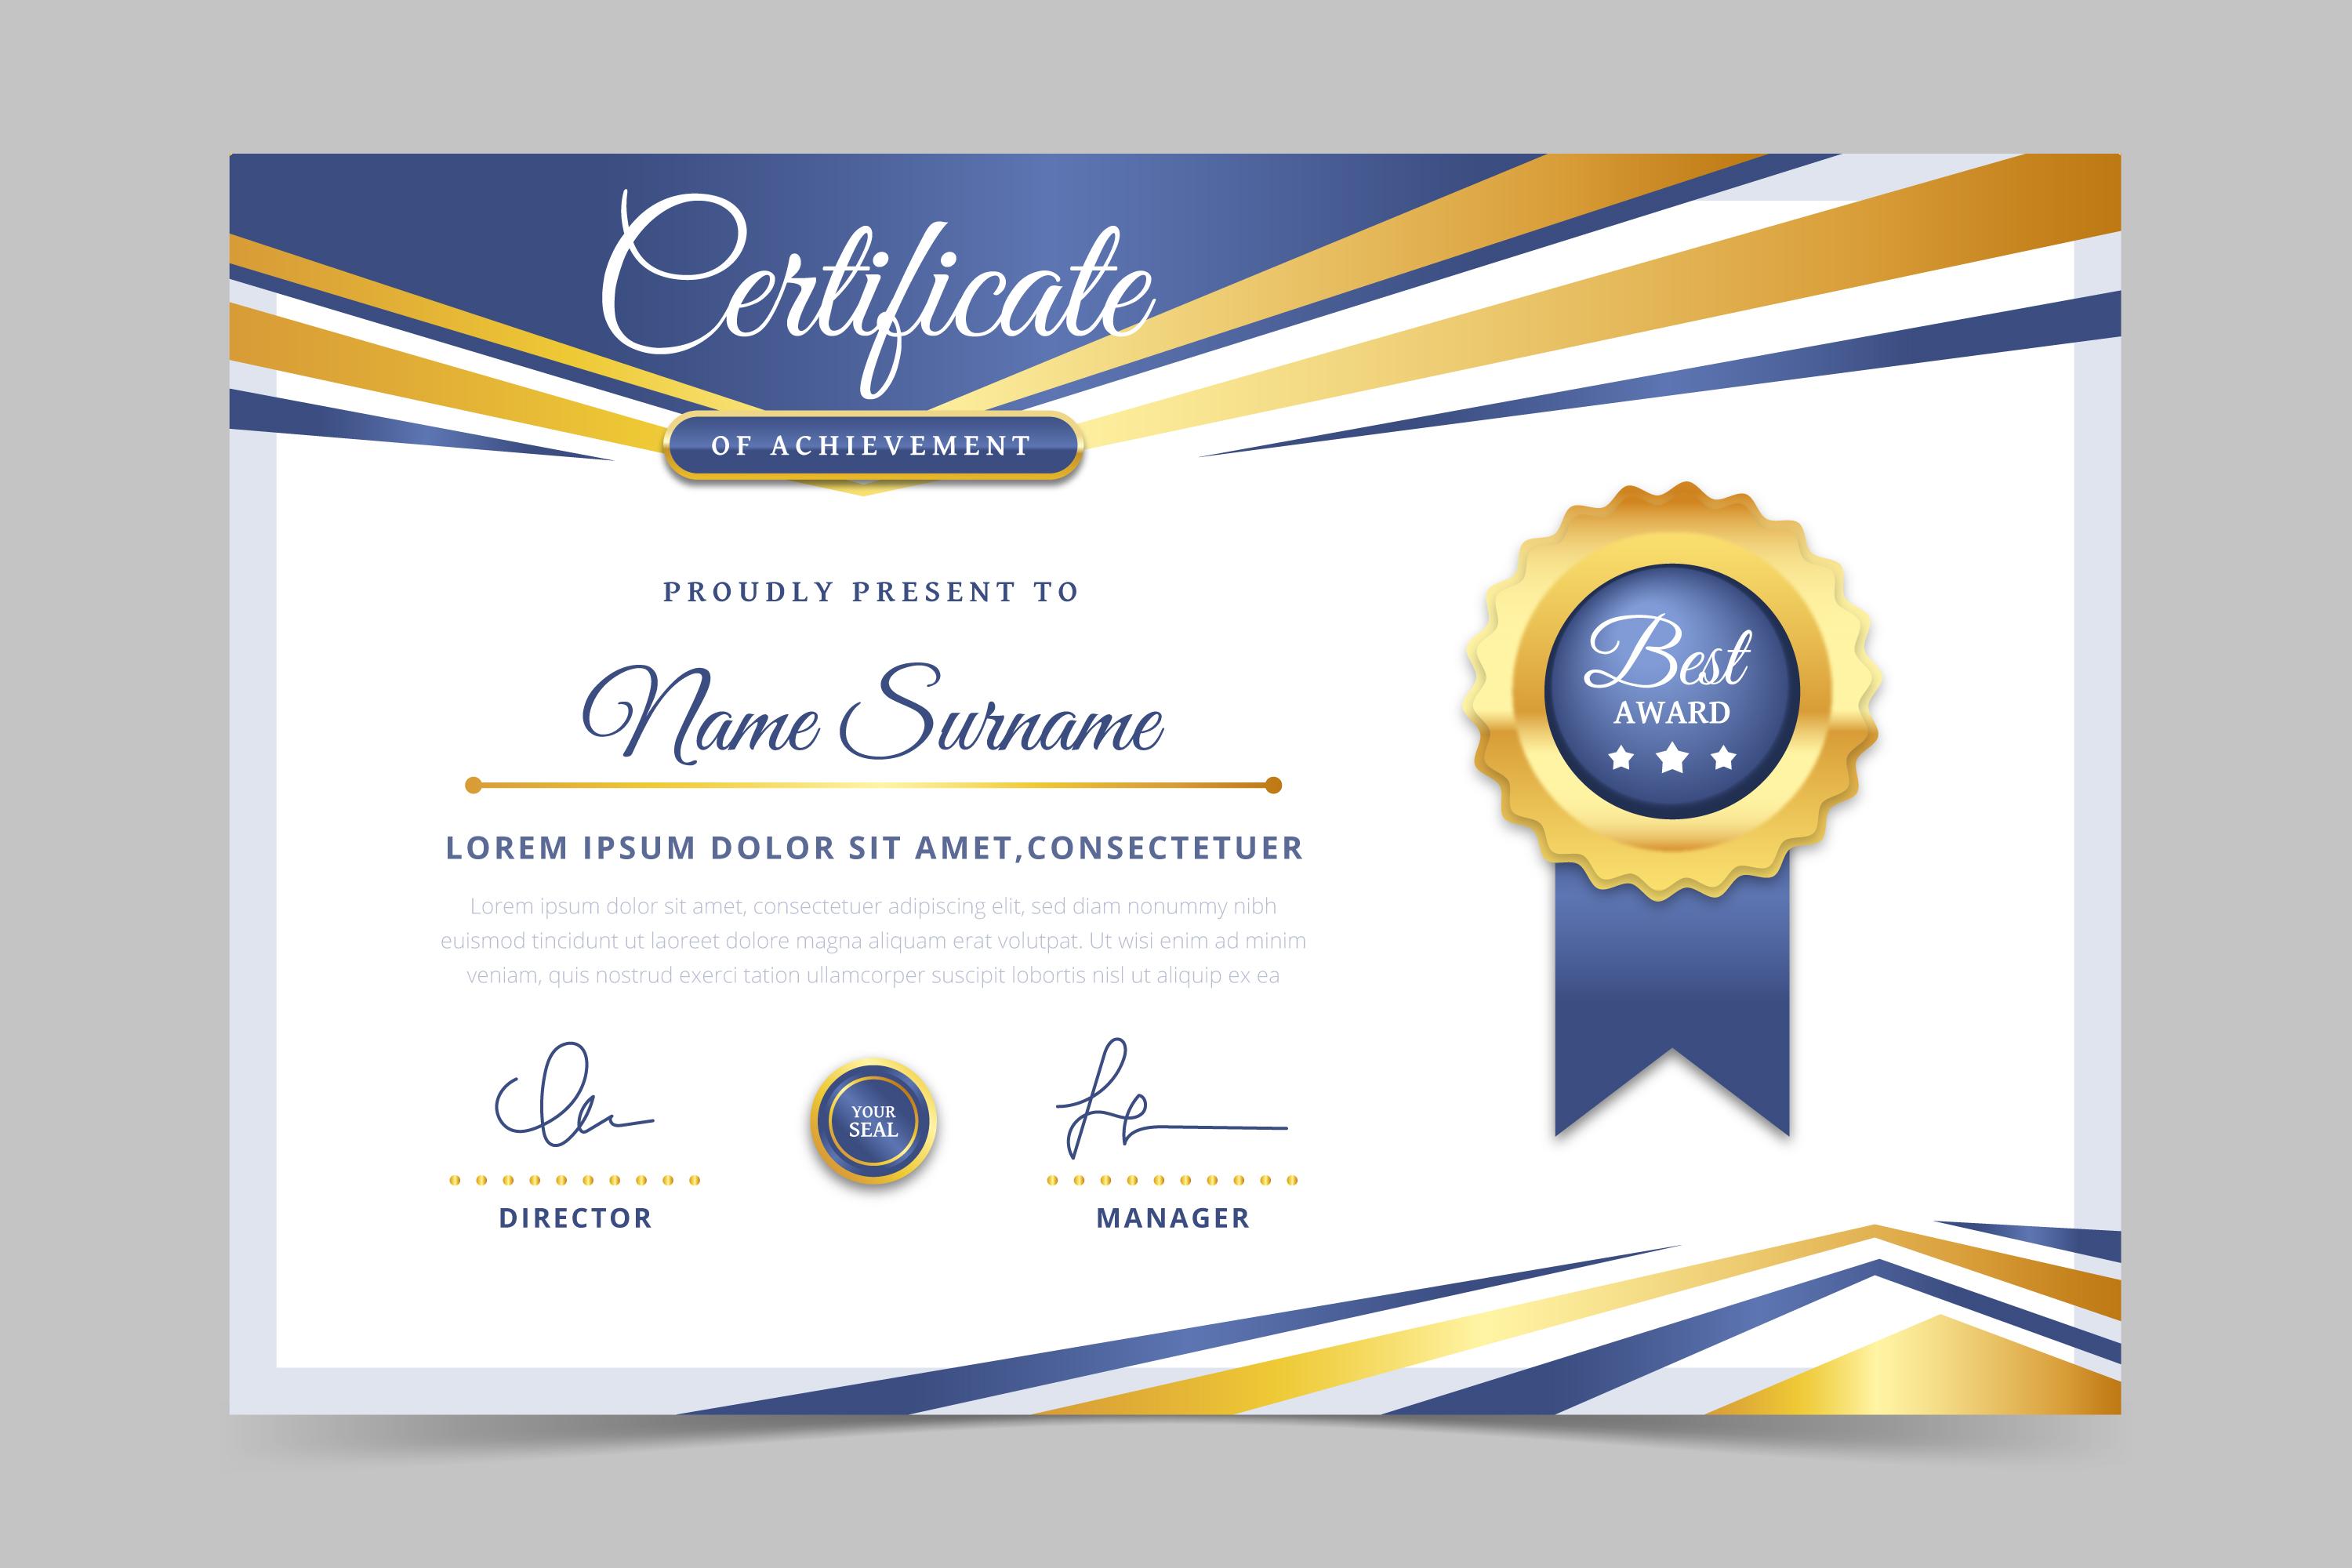 Certificate
OF ACHIEVEMENT
PROUDLY PRESENT TO
Name Surname
LOREM IPSUM DOLOR SIT AMET,CONSECTETUER
Lorem ipsum dolor sit amet, consectetuer adipiscing elit, sed diam nonummy nibh
euismod tincidunt ut laoreet dolore magna aliquam erat volutpat. Ut wisi enim ad minim
veniam, quis nostrud exerci tation ullamcorper suscipit lobortis nisl ut aliquip ex ea
DIRECTOR
YOUR
SEAL
MANAGER
Best
AWARD